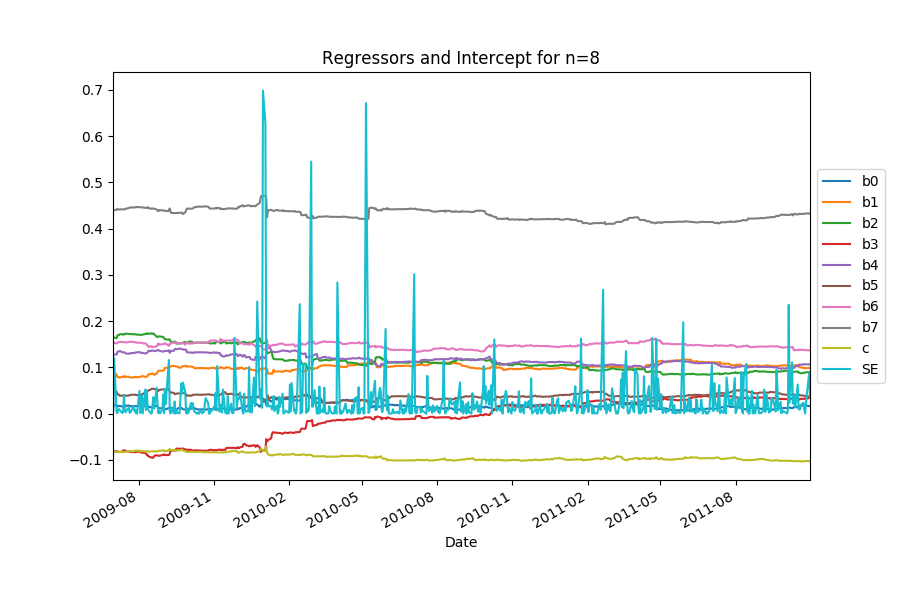 Regressors and Intercept for n=8
0.7
0.6
0.5
0.4
0.3
0.2
0.1
0.0
−0.1
2009-08
2009-11
2010-02
2010-05
2010-08
2010-11
2011-02
2011-05
2011-08
Date
b0
b1
b2
b3
b4
b5
b6
b7
c
SE